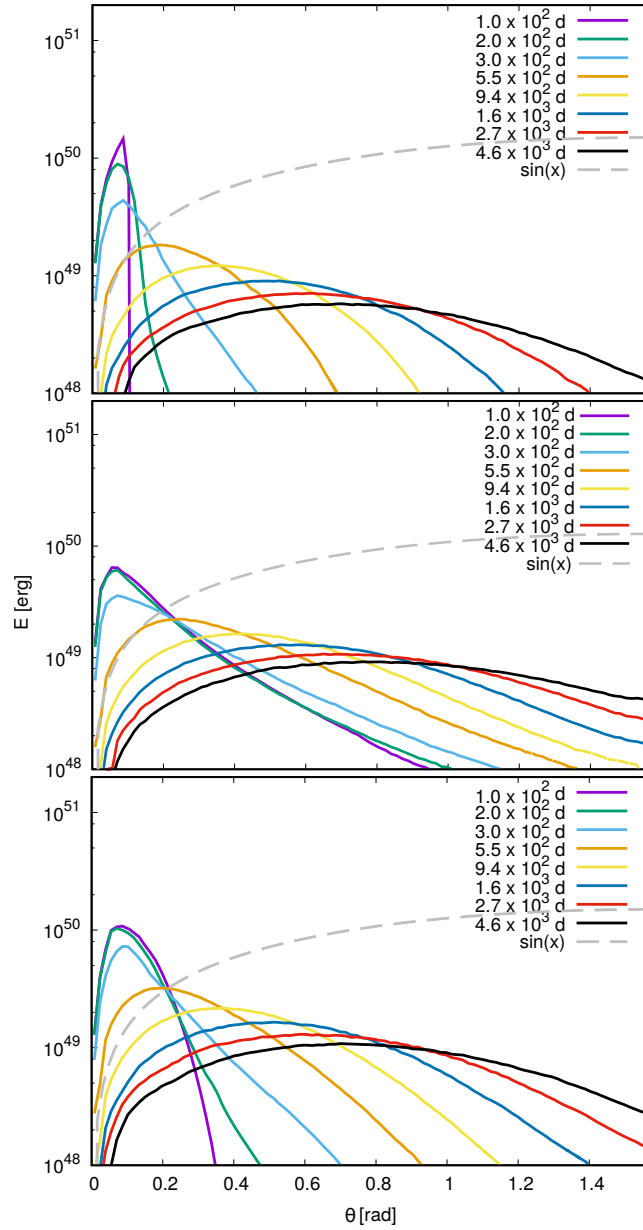 10^51
10^50
10^49
10^48
1.0 x 10^2 d
2.0 x 10^2 d
3.0 x 10^2 d
5.5 x 10^2 d
9.4 x 10^2 d
1.6 x 10^3 d
2.7 x 10^3 d
4.6 x 10^3 d
sin(x)
E [erg]
10^51
10^50
10^49
10^48
1.0 x 10^2 d
2.0 x 10^2 d
3.0 x 10^2 d
5.5 x 10^2 d
9.4 x 10^2 d
1.6 x 10^3 d
2.7 x 10^3 d
4.6 x 10^3 d
sin(x)
10^51
10^50
10^49
10^48
1.0 x 10^2 d
2.0 x 10^2 d
3.0 x 10^2 d
5.5 x 10^2 d
9.4 x 10^2 d
1.6 x 10^3 d
2.7 x 10^3 d
4.6 x 10^3 d
sin(x)
0 0.2 0.4 0.6 0.8 1 1.2 1.4
θ [rad]